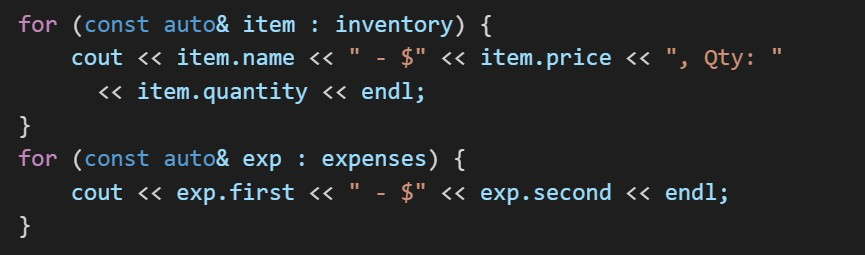 for (const auto& item : inventory) {
    cout << item.name << " - $" << item.price << ", Qty: "
      << item.quantity << endl;
}
for (const auto& exp : expenses) {
    cout << exp.first << " - $" << exp.second << endl;
}